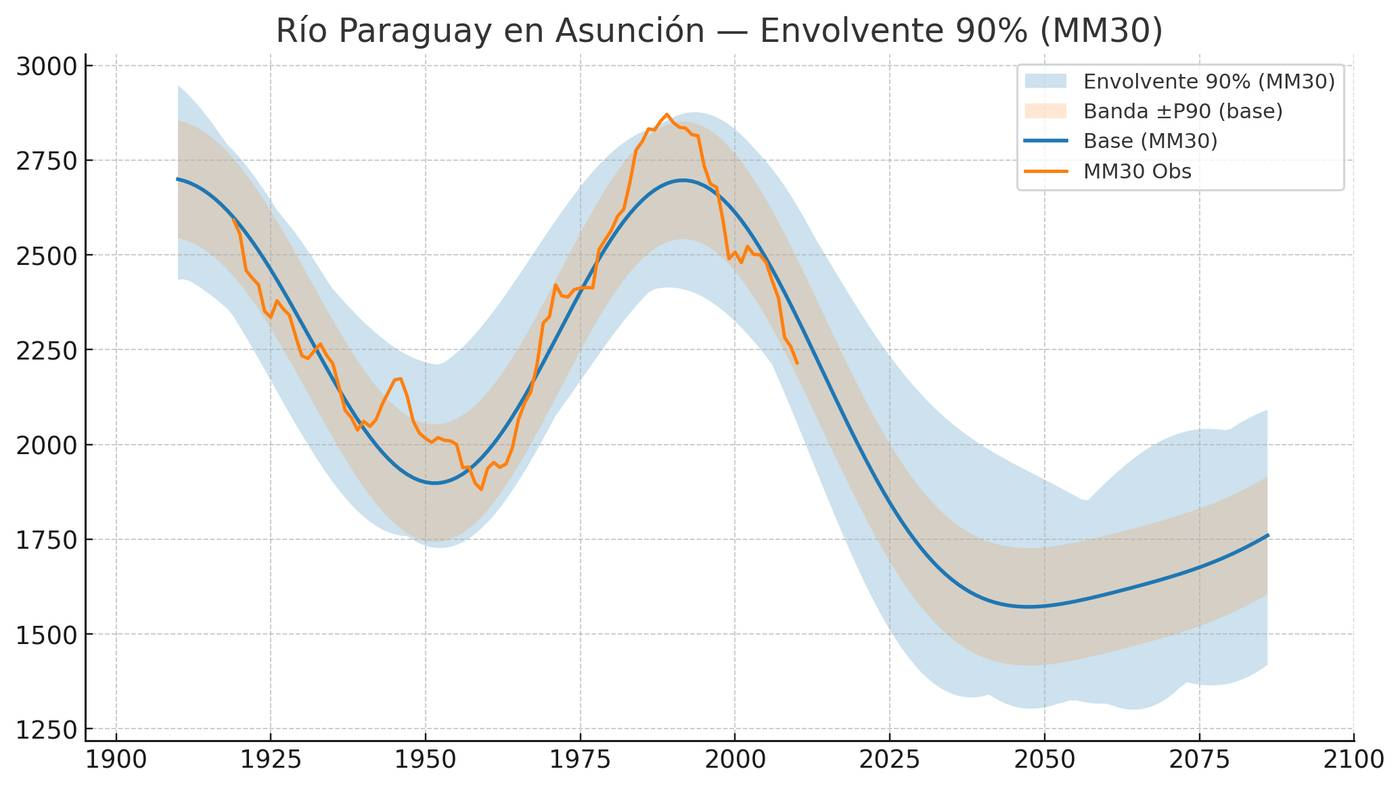 Río Paraguay en Asunción — Envolvente 90% (MM30)
Envolvente 90% (MM30)
Banda ±P90 (base)
Base (MM30)
MM30 Obs
3000
2750
2500
2250
2000
1750
1500
1250
1900 1925 1950 1975 2000 2025 2050 2075 2100